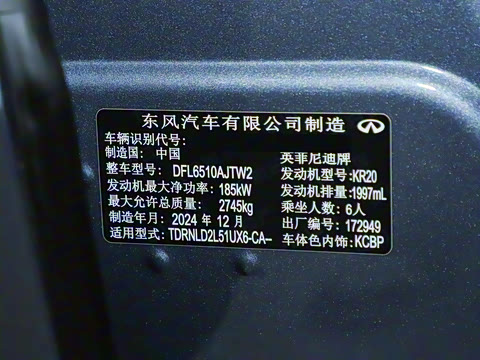 东风汽车有限公司制造
车辆识别代号:
制造国: 中国 英菲尼迪牌
整车型号: DFL6510AJTW2 发动机型号:KR20
发动机最大净功率: 185kW 发动机排量:1997mL
最大允许总质量: 2745kg 乘坐人数: 6人
制造年月: 2024 年 12 月 出厂编号: 172949
适用型式: TDRNLD2L51UX6-CA- 车体色内饰:KCBP